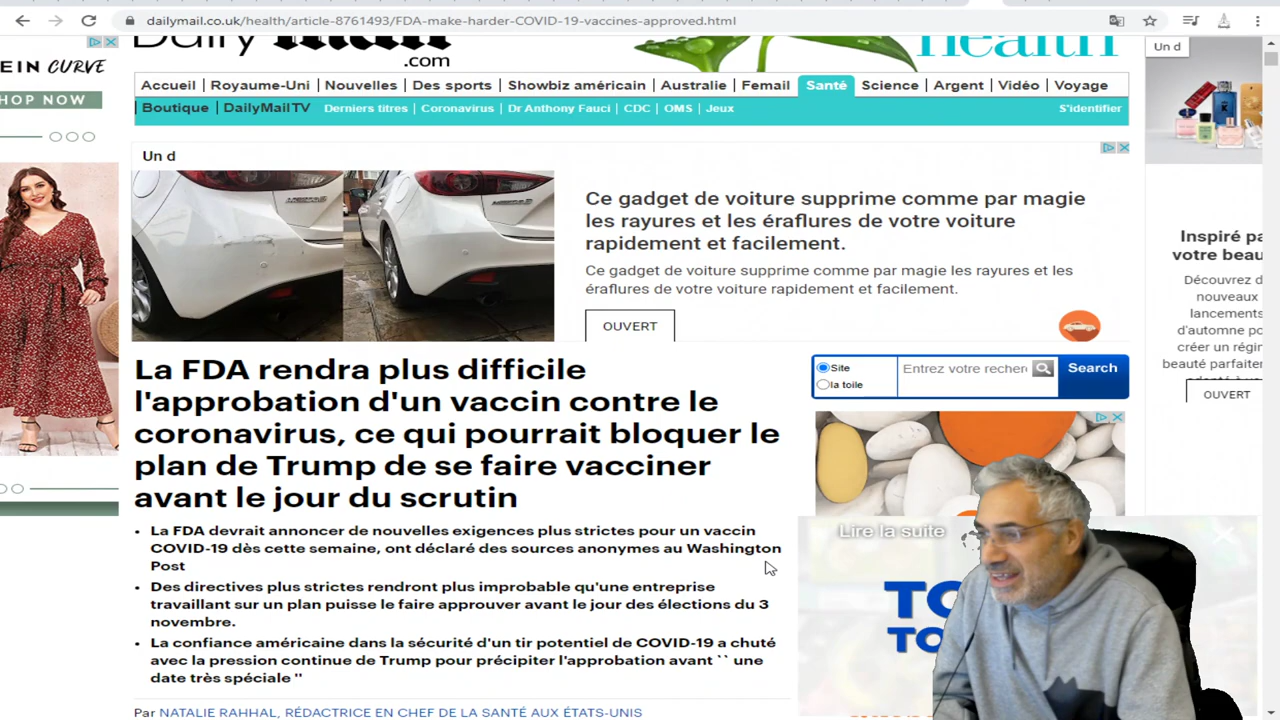 dailymail.co.uk/health/article-8761493/FDA-make-harder-COVID-19-vaccines-approved.html
Daily Mail
.com
health
Accueil | Royaume-Uni | Nouvelles | Des sports | Showbiz américain | Australie | Femail | Santé | Science | Argent | Vidéo | Voyage
Boutique | DailyMailTV Derniers titres | Coronavirus | Dr Anthony Fauci | CDC | OMS | Jeux S'identifier
EIN CURVE
HOP NOW
Un d
Un d
Ce gadget de voiture supprime comme par magie
les rayures et les éraflures de votre voiture
rapidement et facilement.
Ce gadget de voiture supprime comme par magie les rayures et les
éraflures de votre voiture rapidement et facilement.
OUVERT
Inspiré pa
votre beau
Découvrez d
nouveaux
lancements
d'automne po
créer un régin
beauté parfaiter
OUVERT
La FDA rendra plus difficile
l'approbation d'un vaccin contre le
coronavirus, ce qui pourrait bloquer le
plan de Trump de se faire vacciner
avant le jour du scrutin
Site
la toile
Entrez votre recher
Search
• La FDA devrait annoncer de nouvelles exigences plus strictes pour un vaccin
COVID-19 dès cette semaine, ont déclaré des sources anonymes au Washington
Post
• Des directives plus strictes rendront plus improbable qu'une entreprise
travaillant sur un plan puisse le faire approuver avant le jour des élections du 3
novembre.
• La confiance américaine dans la sécurité d'un tir potentiel de COVID-19 a chuté
avec la pression continue de Trump pour précipiter l'approbation avant `` une
date très spéciale ''
Par NATALIE RAHHAL, RÉDACTRICE EN CHEF DE LA SANTÉ AUX ÉTATS-UNIS
Lire la suite